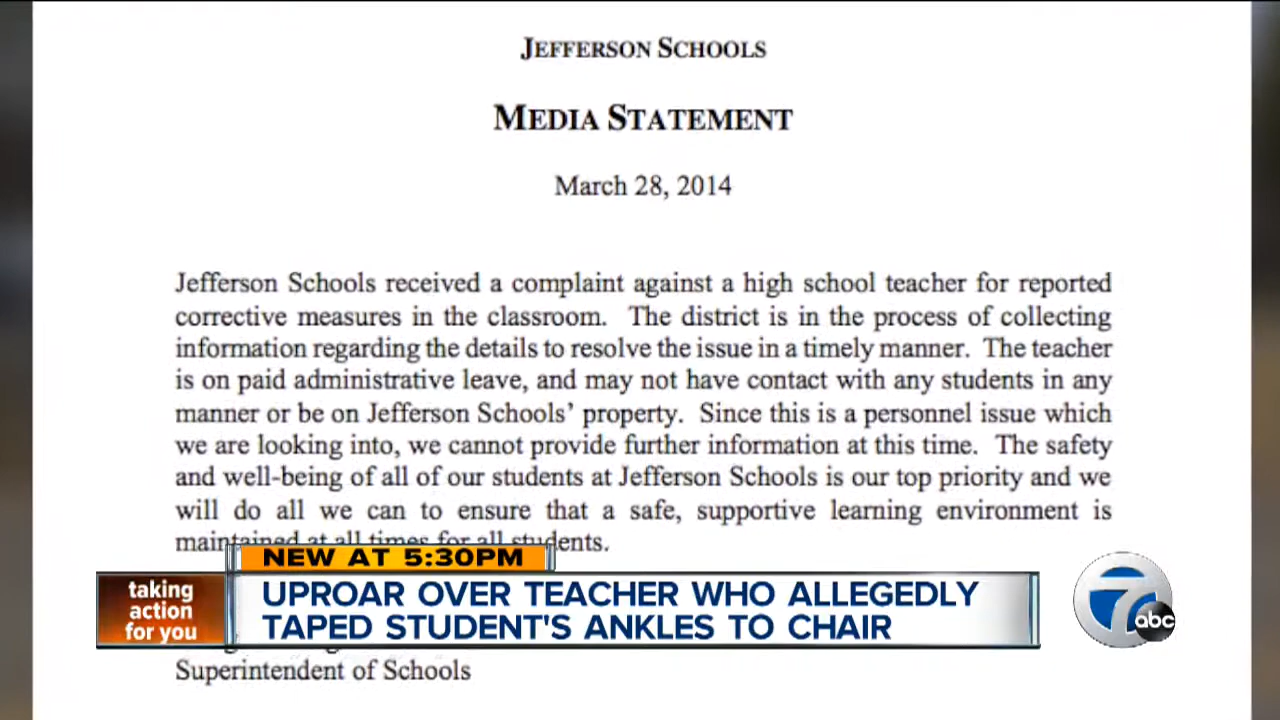 JEFFERSON SCHOOLS
MEDIA STATEMENT
March 28, 2014
Jefferson Schools received a complaint against a high school teacher for reported
corrective measures in the classroom. The district is in the process of collecting
information regarding the details to resolve the issue in a timely manner. The teacher
is on paid administrative leave, and may not have contact with any students in any
manner or be on Jefferson Schools' property. Since this is a personnel issue which
we are looking into, we cannot provide further information at this time. The safety
and well-being of all of our students at Jefferson Schools is our top priority and we
will do all we can to ensure that a safe, supportive learning environment is
maintained at all times for all students.
NEW AT 5:30PM
taking
action
for you
UPROAR OVER TEACHER WHO ALLEGEDLY
TAPED STUDENT'S ANKLES TO CHAIR
7
abc
Superintendent of Schools